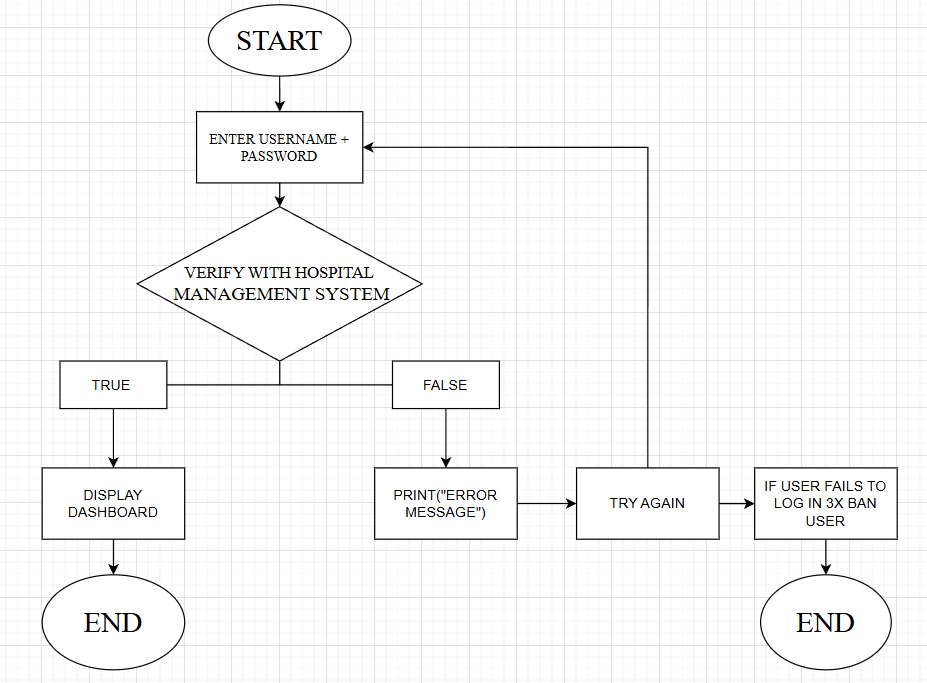 START
ENTER USERNAME +
PASSWORD
VERIFY WITH HOSPITAL
MANAGEMENT SYSTEM
TRUE
FALSE
DISPLAY
DASHBOARD
PRINT("ERROR
MESSAGE")
TRY AGAIN
IF USER FAILS TO
LOG IN 3X BAN
USER
END
END